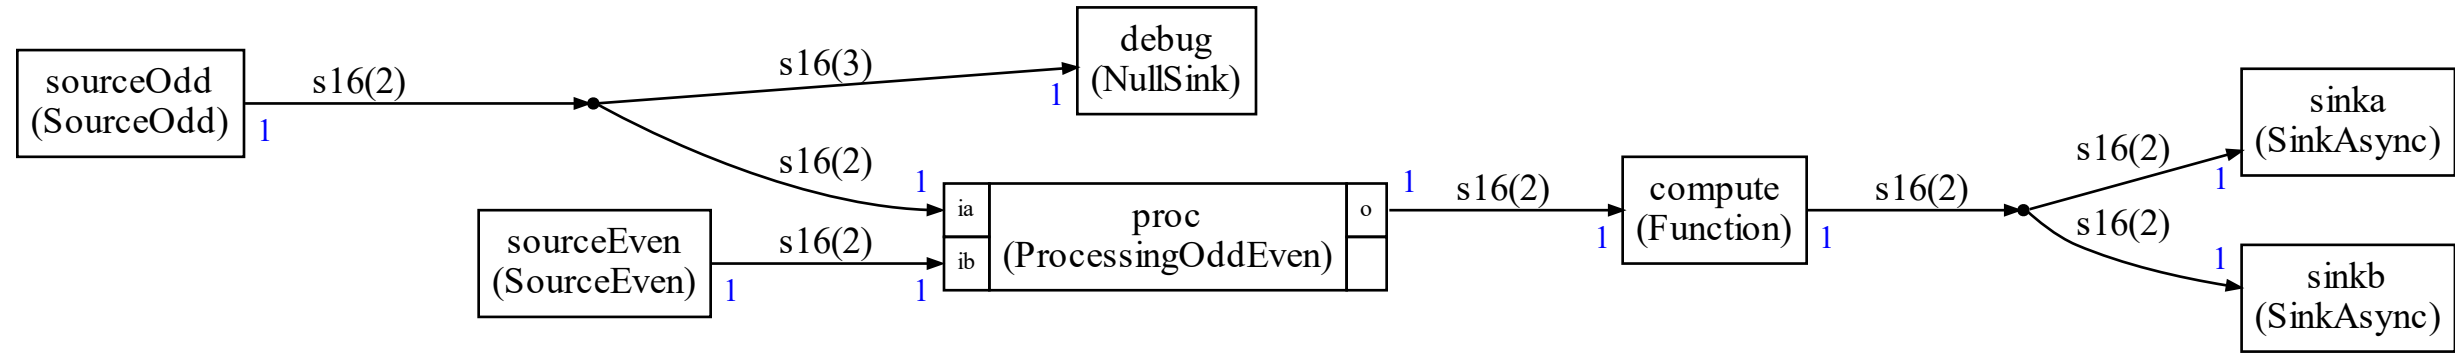 sourceOdd
(SourceOdd)
s16(2)
1
s16(3)
1
debug
(NullSink)
s16(2)
1
sourceEven
(SourceEven)
s16(2)
1
1
ia
ib
proc
(ProcessingOddEven)
o
1
s16(2)
1
compute
(Function)
s16(2)
1
s16(2)
1
sinka
(SinkAsync)
s16(2)
1
sinkb
(SinkAsync)